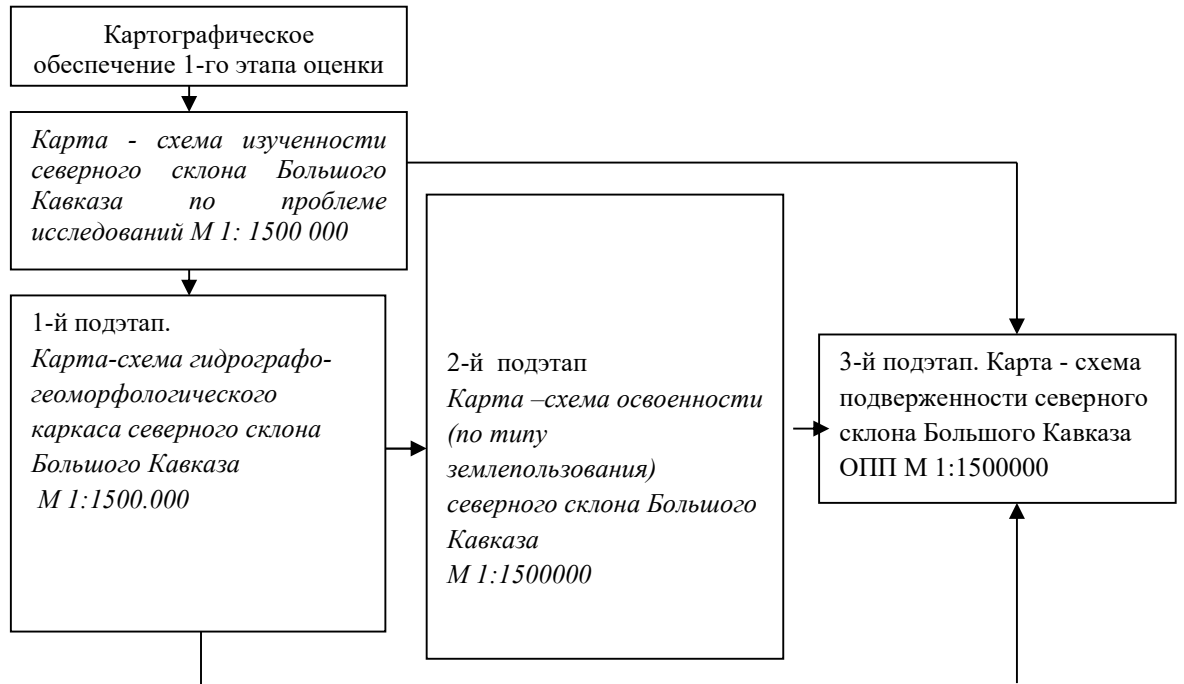 Картографическое
обеспечение 1-го этапа оценки
Карта - схема изученности
северного склона Большого
Кавказа по проблеме
исследований М 1: 1500 000
1-й подэтап.
Карта-схема гидрографо-
геоморфологического
каркаса северного склона
Большого Кавказа
М 1:1500.000
2-й подэтап
Карта –схема освоенности
(по типу
землепользования)
северного склона Большого
Кавказа
М 1:1500000
3-й подэтап. Карта - схема
подверженности северного
склона Большого Кавказа
ОПП М 1:1500000